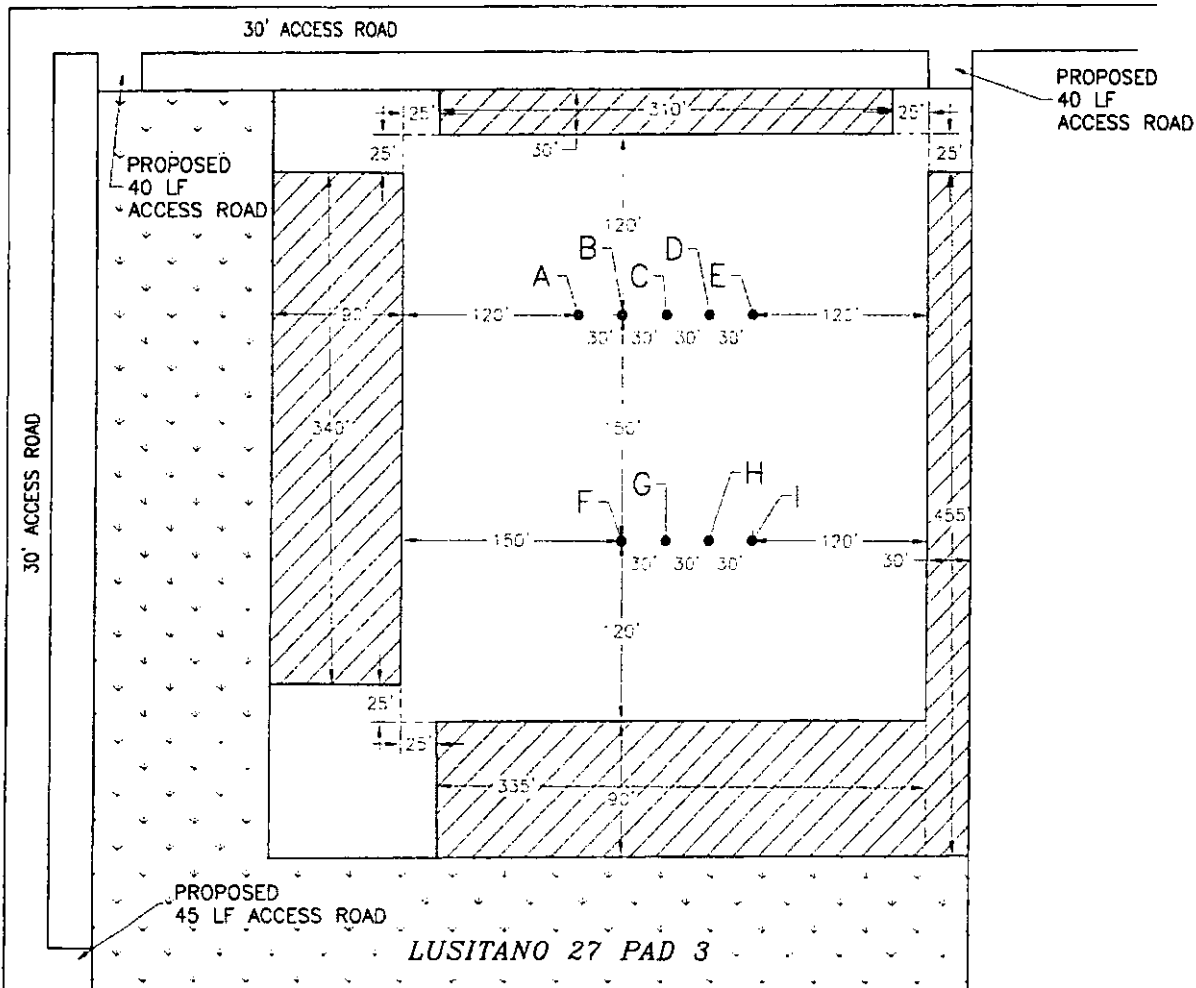 30' ACCESS ROAD
PROPOSED
40 LF
ACCESS ROAD
25'
310'
25'
30'
25'
25'
PROPOSED
40 LF
ACCESS ROAD
120'
A
B
C
D
E
90'
120'
120'
30'
30'
30'
30'
340'
150'
30' ACCESS ROAD
F
G
H
I
455'
150'
120'
30'
30'
30'
30'
120'
25'
25'
335'
90'
PROPOSED
45 LF ACCESS ROAD
LUSITANO 27 PAD 3